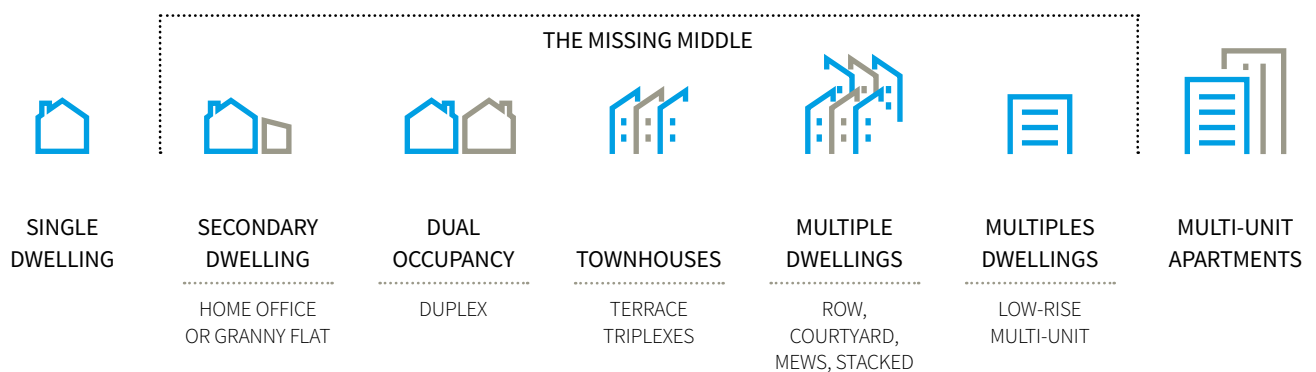 THE MISSING MIDDLE
SINGLE
DWELLING
SECONDARY
DWELLING
HOME OFFICE
OR GRANNY FLAT
DUAL
OCCUPANCY
DUPLEX
TOWNHOUSES
TERRACE
TRIPLEXES
MULTIPLE
DWELLINGS
ROW,
COURTYARD,
MEWS, STACKED
MULTIPLES
DWELLINGS
LOW-RISE
MULTI-UNIT
MULTI-UNIT
APARTMENTS